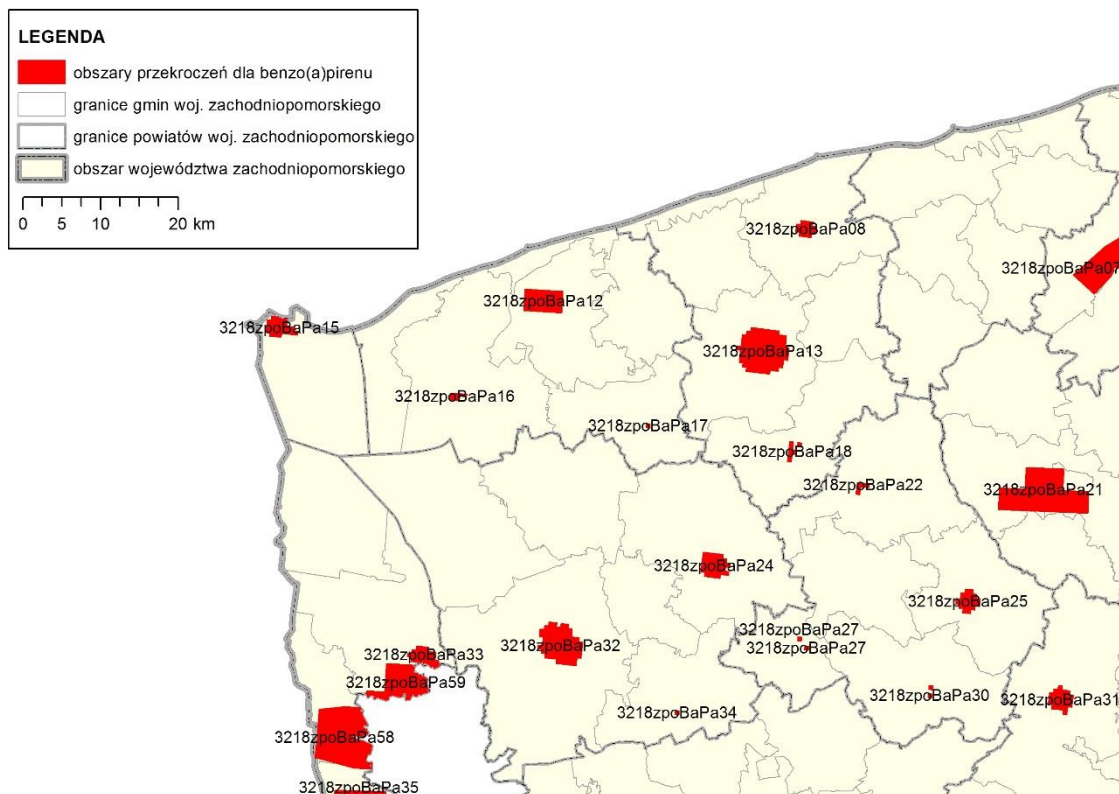 LEGENDA
obszary przekroczeń dla benzo(a)pirenu
granice gmin woj. zachodniopomorskiego
granice powiatów woj. zachodniopomorskiego
obszar województwa zachodniopomorskiego
0 5 10 20 km
3218zpoBaPa08
3218zpoBaPa07
3218zpoBaPa12
3218zpoBaPa15
3218zpoBaPa13
3218zpoBaPa16
3218zpoBaPa17
3218zpoBaPa18
3218zpoBaPa22
3218zpoBaPa21
3218zpoBaPa24
3218zpoBaPa25
3218zpoBaPa27
3218zpoBaPa32
3218zpoBaPa27
3218zpoBaPa33
3218zpoBaPa59
3218zpoBaPa30
3218zpoBaPa31
3218zpoBaPa34
3218zpoBaPa58
3218zpoBaPa35